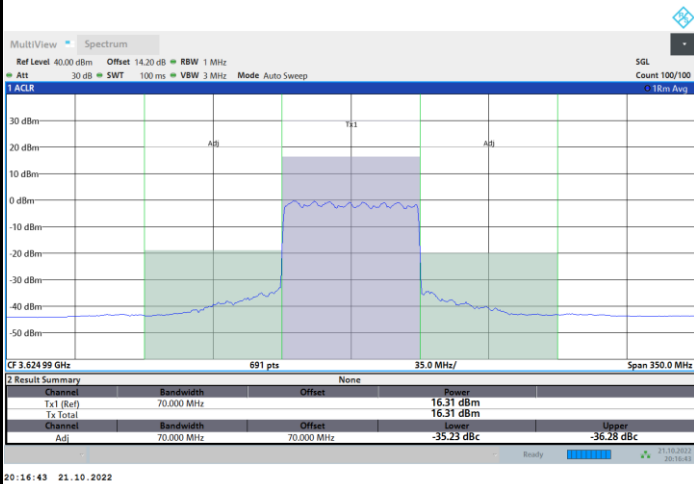 MultiView Spectrum
Ref Level 40.00 dBm Offset 14.20 dB RBW 1 MHz SGL
Att 30 dB SWT 100 ms VBW 3 MHz Mode Auto Sweep Count 100/100
1 ACLR 1Rm Avg
30 dBm
Tx1
20 dBm
Adj Adj
10 dBm
0 dBm
-10 dBm
-20 dBm
-30 dBm
-40 dBm
-50 dBm
CF 3.624 99 GHz 691 pts 35.0 MHz/ Span 350.0 MHz
2 Result Summary None
Channel Bandwidth Offset Power
Tx1 (Ref) 70.000 MHz 16.31 dBm
Tx Total 16.31 dBm
Channel Bandwidth Offset Lower Upper
Adj 70.000 MHz 70.000 MHz -35.23 dBc -36.28 dBc
Ready 21.10.2022
20:16:43
20:16:43 21.10.2022